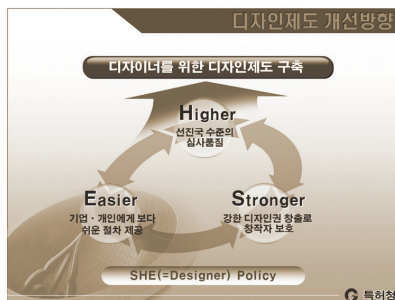 디자인제도 개선방향
디자이너를 위한 디자인제도 구축
Higher
선진국 수준의
심사품질
Easier
기업 · 개인에게 보다
쉬운 절차 제공
Stronger
강한 디자인권 창출로
창작자 보호
SHE(=Designer) Policy
특허청